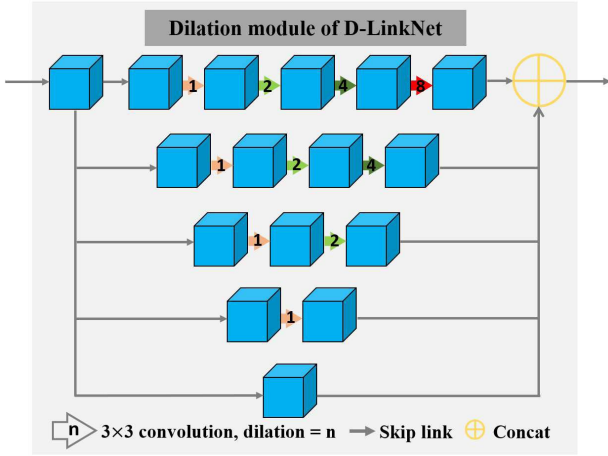 Dilation module of D-LinkNet
1 2 4 8
1 2 4
1 2
1
n 3×3 convolution, dilation = n Skip link Concat